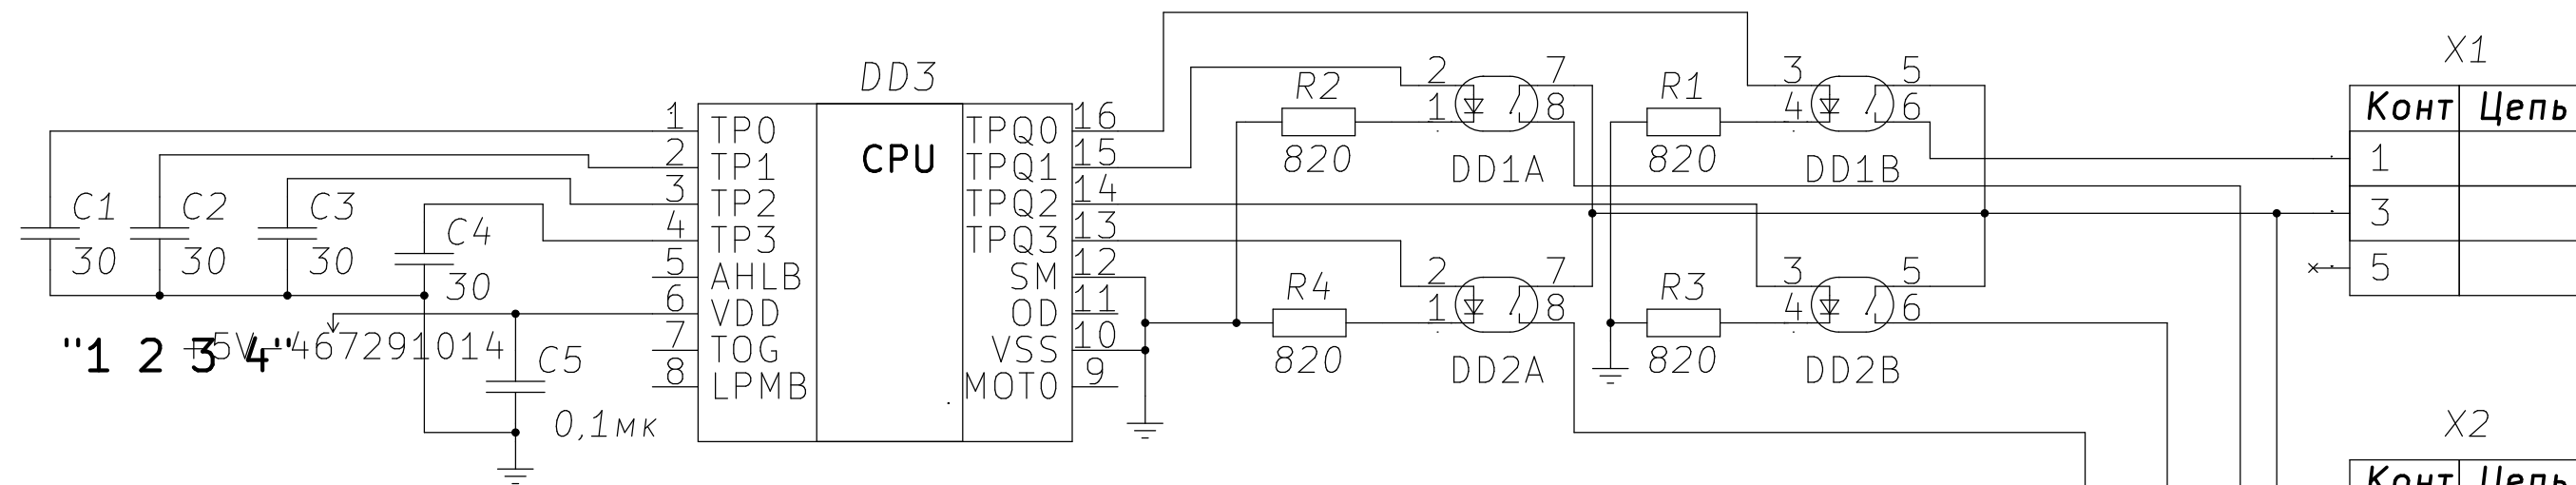 X1
Конт Цепь
1
3
5
X2
Конт Цепь
DD3
CPU
1 TP0
2 TP1
3 TP2
4 TP3
5 AHLB
6 VDD
7 TOG
8 LPMB
TPQ0 16
TPQ1 15
TPQ2 14
TPQ3 13
SM 12
OD 11
VSS 10
MOT0 9
C1
30
C2
30
C3
30
C4
30
C5
0,1мк
+5V-467291014
"1 2 3 4"
R2
820
2 7
1 8
DD1A
R1
820
3 5
4 6
DD1B
R4
820
2 7
1 8
DD2A
R3
820
3 5
4 6
DD2B